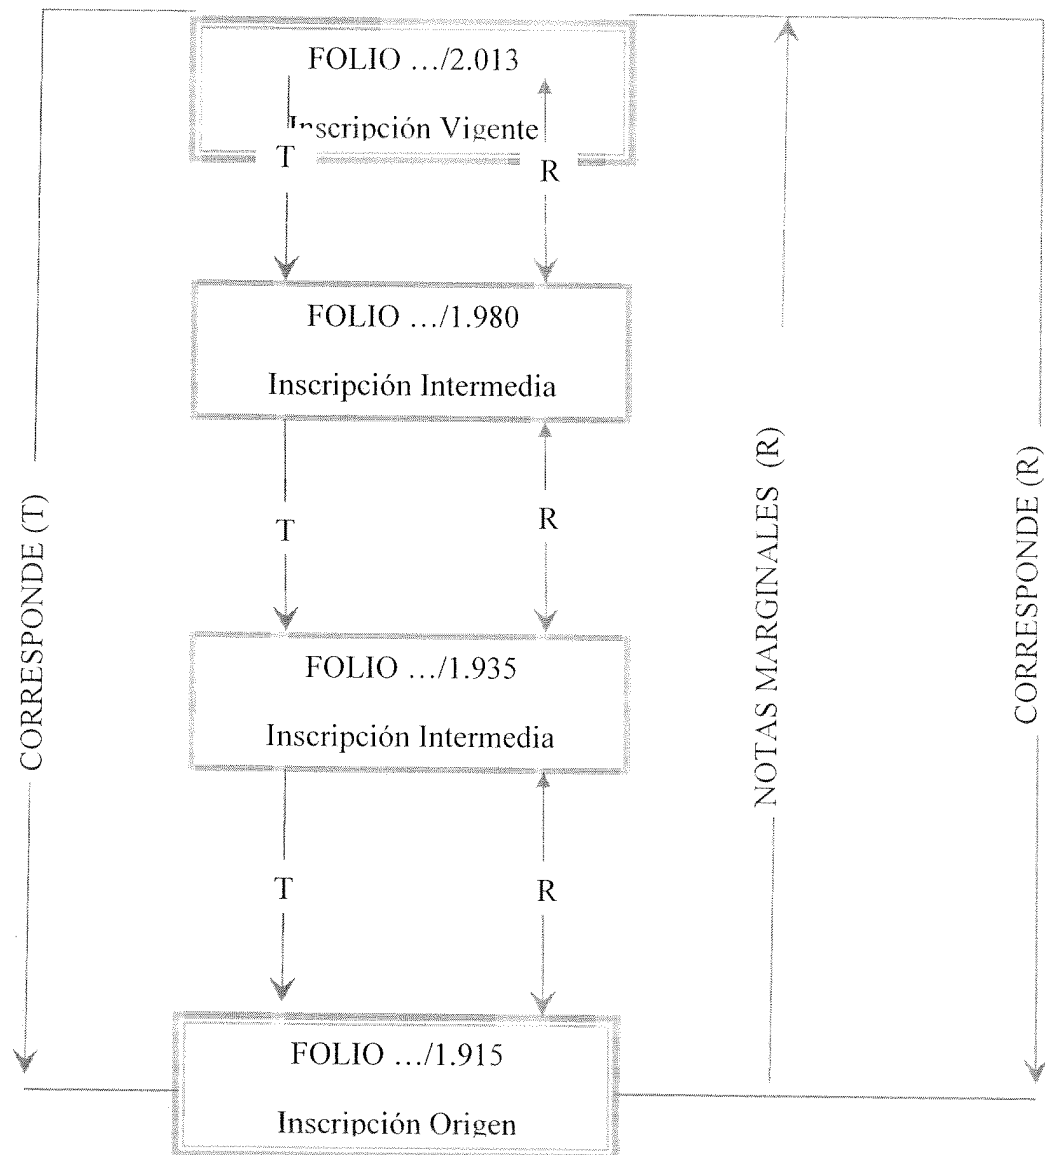 FOLIO …/2.013
Inscripción Vigente
T
R
FOLIO …/1.980
Inscripción Intermedia
T
R
FOLIO …/1.935
Inscripción Intermedia
T
R
FOLIO …/1.915
Inscripción Origen
CORRESPONDE (T)
NOTAS MARGINALES (R)
CORRESPONDE (R)